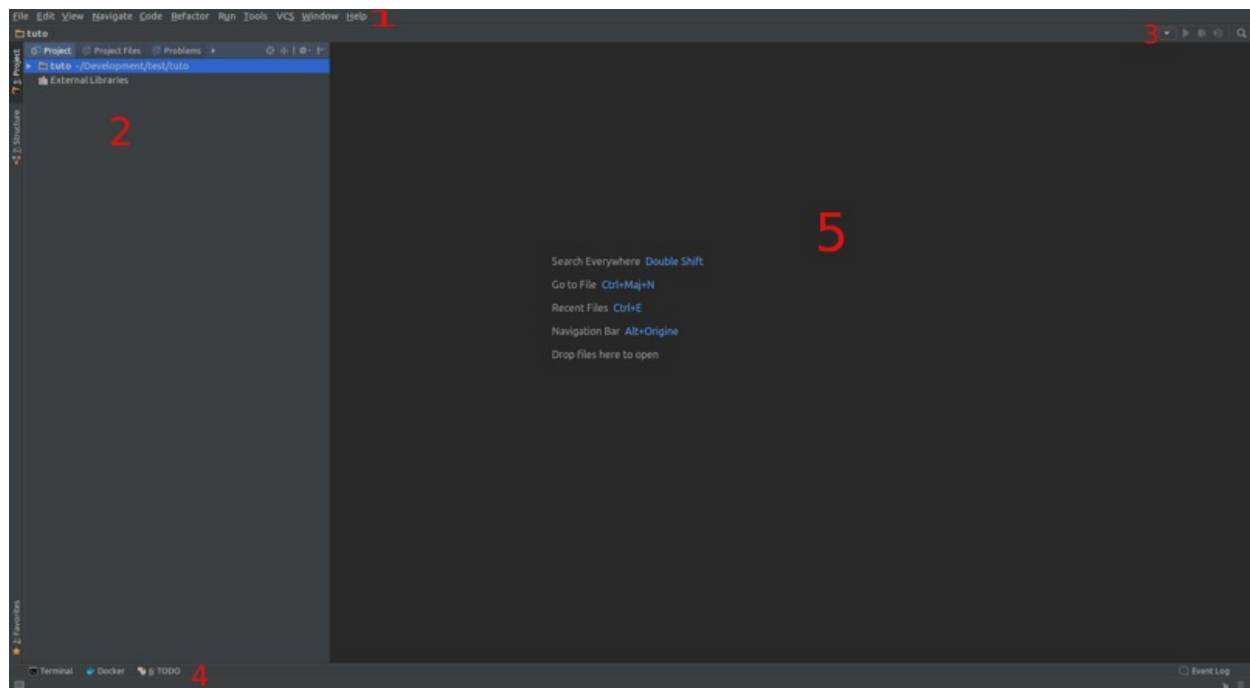 File Edit View Navigate Code Refactor Run Tools VCS Window Help 1
tuto 3
Project Project Files Problems
tuto ~/Development/test/tuto
External Libraries
1: Project
7: Structure
2
5
Search Everywhere Double Shift
Go to File Ctrl+Maj+N
Recent Files Ctrl+E
Navigation Bar Alt+Origine
Drop files here to open
2: Favorites
Terminal Docker 6: TODO 4 Event Log